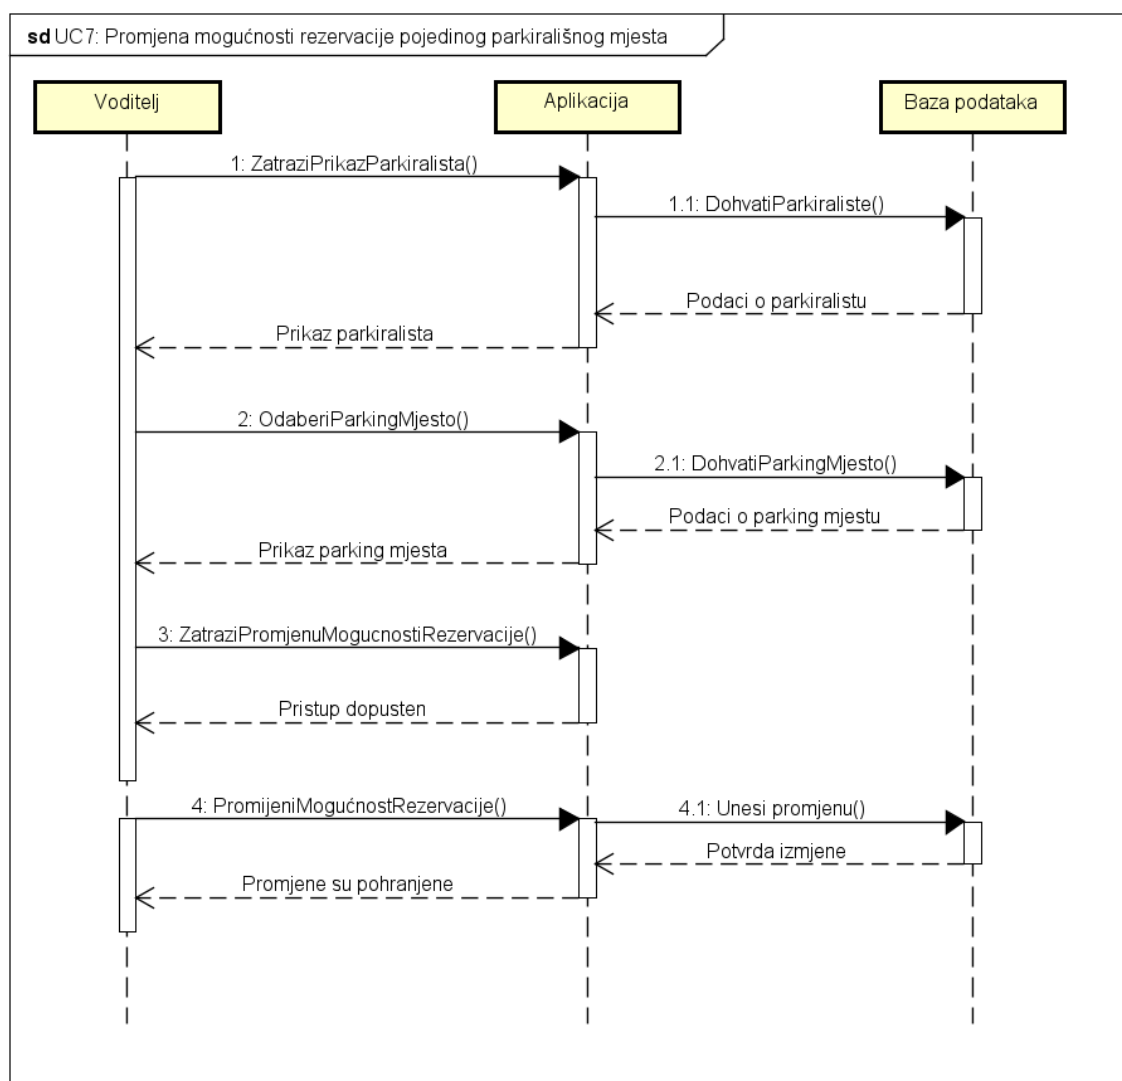 sd UC7: Promjena mogućnosti rezervacije pojedinog parkirališnog mjesta
Voditelj
Aplikacija
Baza podataka
1: ZatraziPrikazParkiralista()
1.1: DohvatiParkiraliste()
Podaci o parkiralistu
Prikaz parkiralista
2: OdaberiParkingMjesto()
2.1: DohvatiParkingMjesto()
Podaci o parking mjestu
Prikaz parking mjesta
3: ZatraziPromjenuMogucnostiRezervacije()
Pristup dopusten
4: PromijeniMogućnostRezervacije()
4.1: Unesi promjenu()
Potvrda izmjene
Promjene su pohranjene